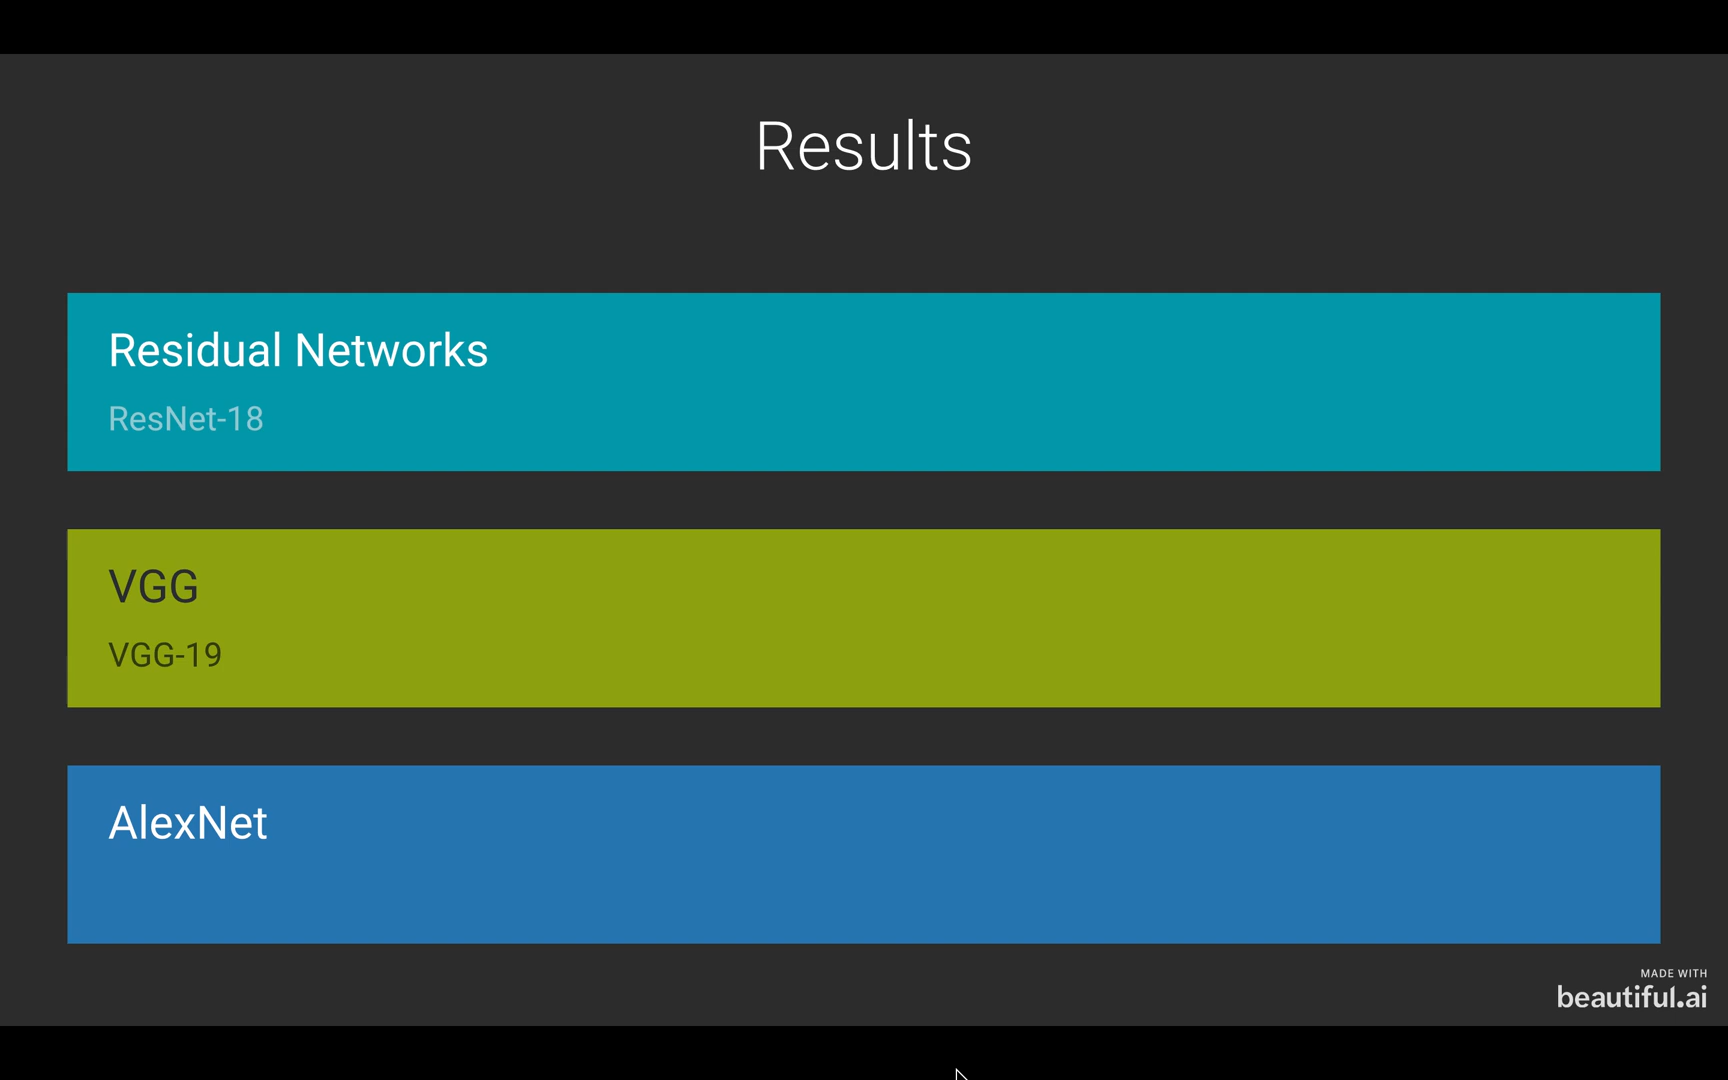 Results
Residual Networks
ResNet-18
VGG
VGG-19
AlexNet
MADE WITH
beautiful.ai